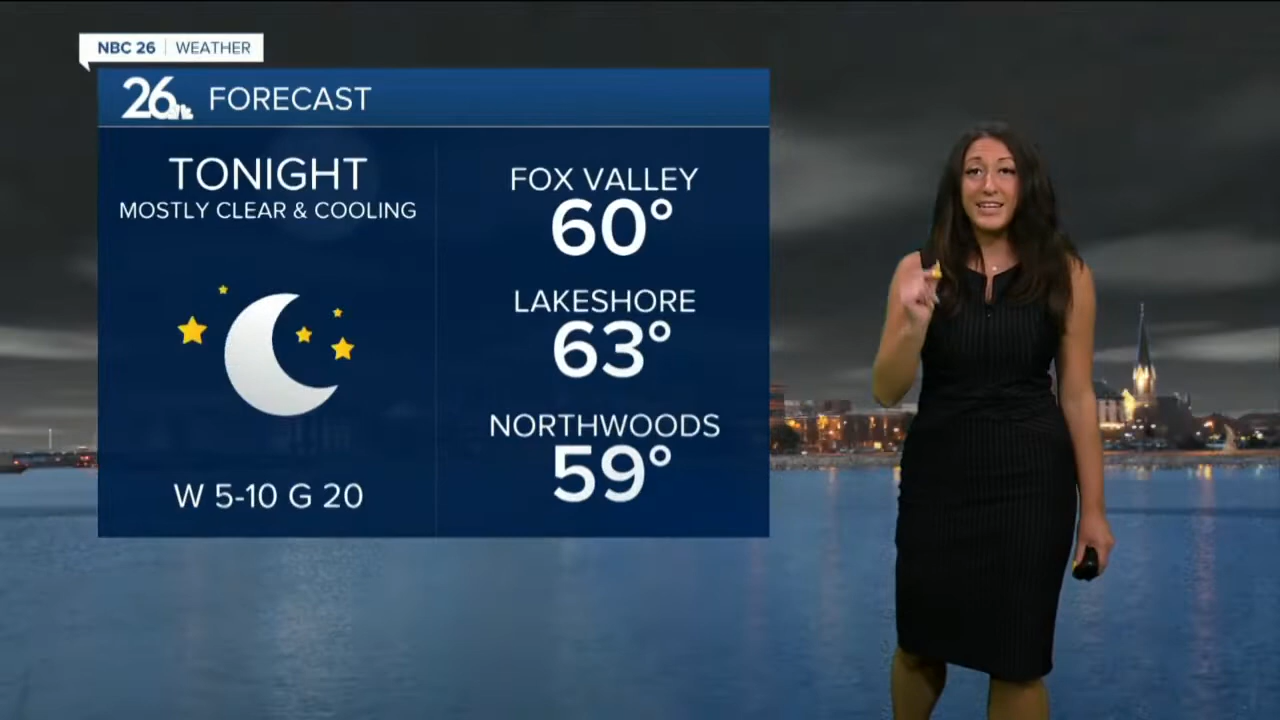 NBC 26 | WEATHER
26 FORECAST
TONIGHT
MOSTLY CLEAR & COOLING
W 5-10 G 20
FOX VALLEY
60°
LAKESHORE
63°
NORTHWOODS
59°